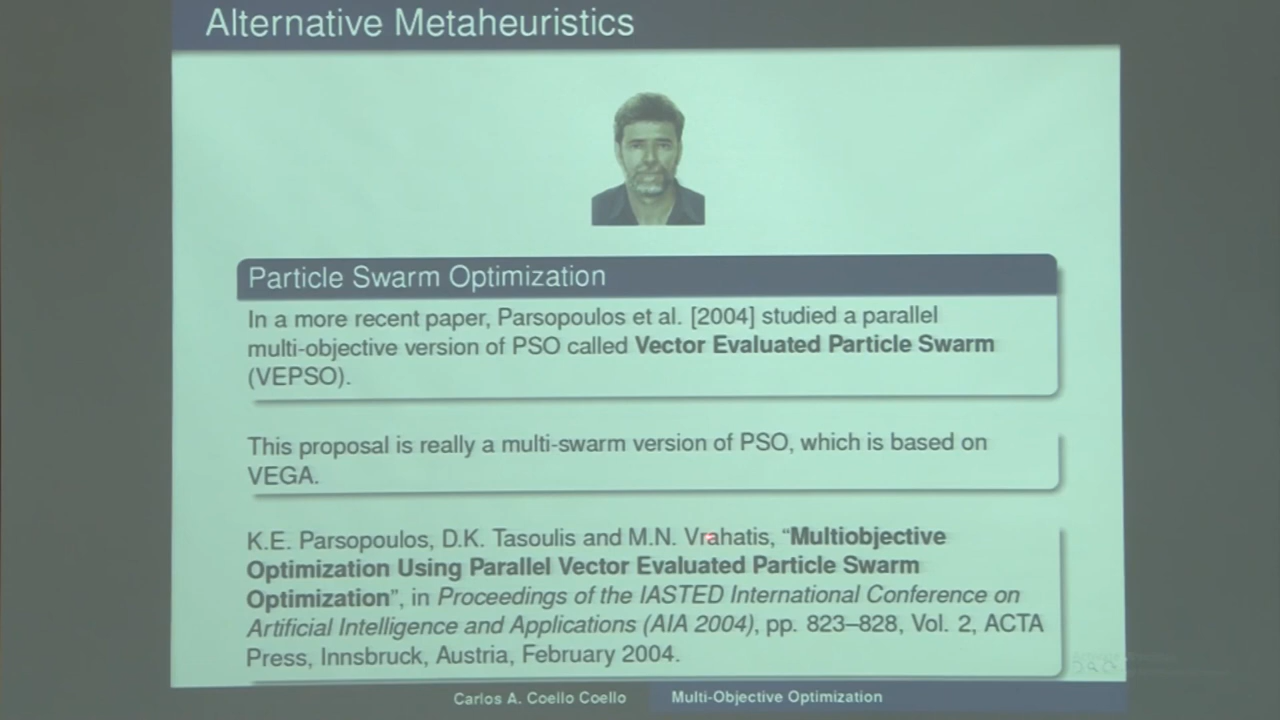 Alternative Metaheuristics
Particle Swarm Optimization
In a more recent paper, Parsopoulos et al. [2004] studied a parallel
multi-objective version of PSO called Vector Evaluated Particle Swarm
(VEPSO).
This proposal is really a multi-swarm version of PSO, which is based on
VEGA.
K.E. Parsopoulos, D.K. Tasoulis and M.N. Vrahatis, “Multiobjective
Optimization Using Parallel Vector Evaluated Particle Swarm
Optimization”, in Proceedings of the IASTED International Conference on
Artificial Intelligence and Applications (AIA 2004), pp. 823–828, Vol. 2, ACTA
Press, Innsbruck, Austria, February 2004.
Carlos A. Coello Coello Multi-Objective Optimization